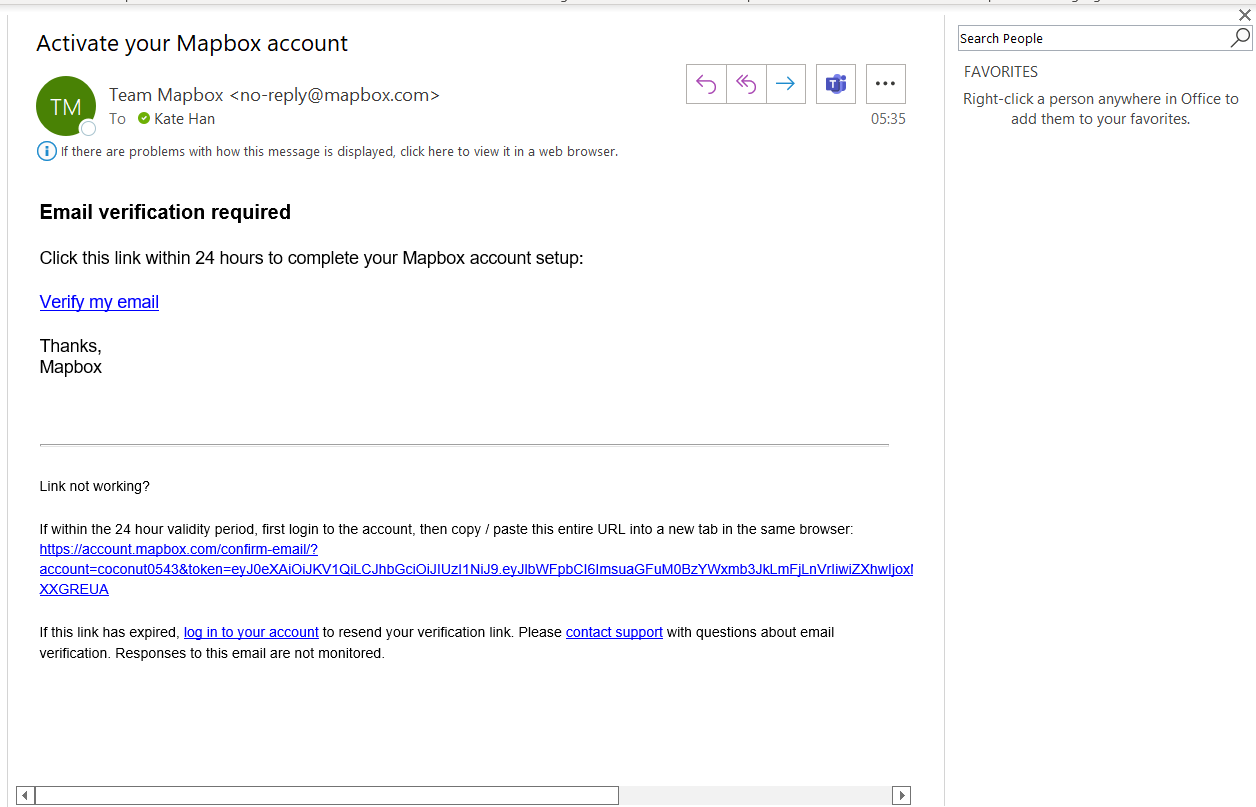 Activate your Mapbox account
TM
Team Mapbox <no-reply@mapbox.com>
To Kate Han
05:35
If there are problems with how this message is displayed, click here to view it in a web browser.
Email verification required
Click this link within 24 hours to complete your Mapbox account setup:
Verify my email
Thanks,
Mapbox
Link not working?
If within the 24 hour validity period, first login to the account, then copy / paste this entire URL into a new tab in the same browser:
https://account.mapbox.com/confirm-email/?
XXGREUA
If this link has expired, log in to your account to resend your verification link. Please contact support with questions about email
verification. Responses to this email are not monitored.
Search People
FAVORITES
Right-click a person anywhere in Office to
add them to your favorites.